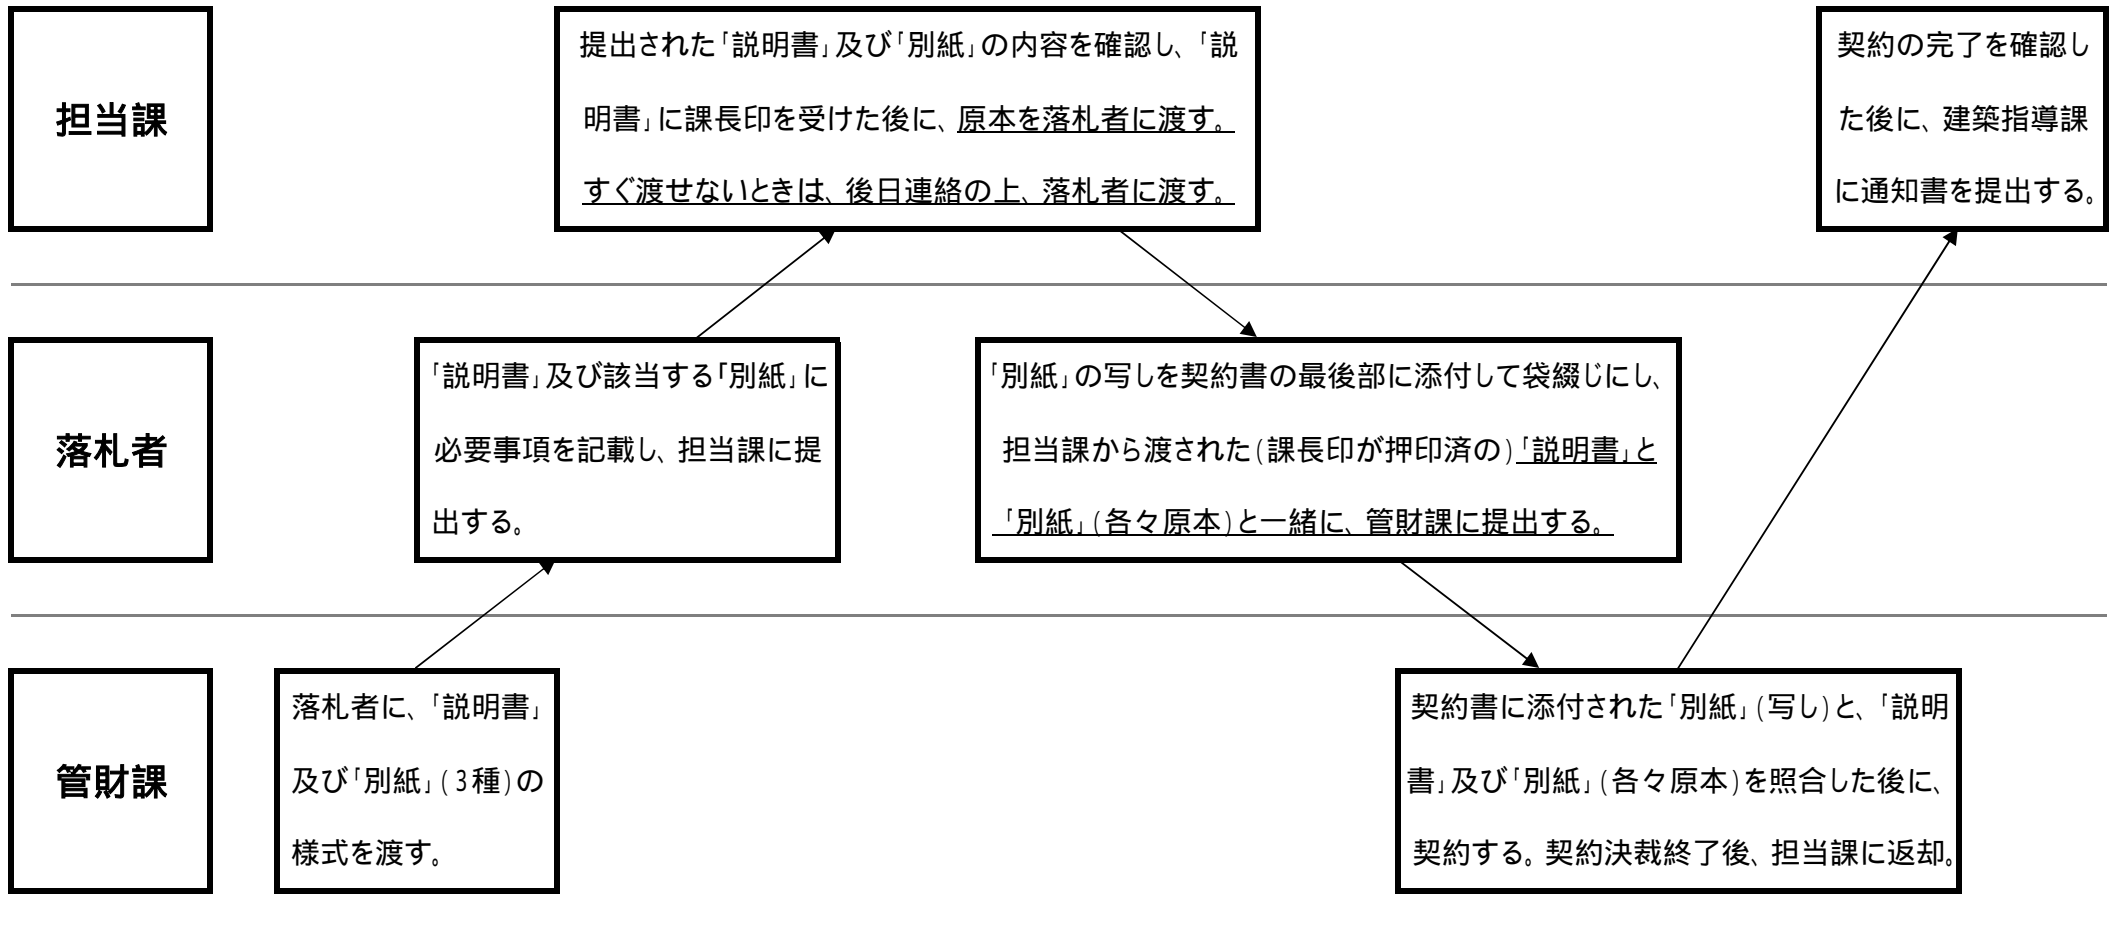 担当課
提出された「説明書」及び「別紙」の内容を確認し、「説
明書」に課長印を受けた後に、原本を落札者に渡す。
すぐ渡せないときは、後日連絡の上、落札者に渡す。
契約の完了を確認し
た後に、建築指導課
に通知書を提出する。
落札者
「説明書」及び該当する「別紙」に
必要事項を記載し、担当課に提
出する。
「別紙」の写しを契約書の最後部に添付して袋綴じにし、
担当課から渡された(課長印が押印済の)「説明書」と
「別紙」(各々原本)と一緒に、管財課に提出する。
管財課
落札者に、「説明書」
及び「別紙」(3種)の
様式を渡す。
契約書に添付された「別紙」(写し)と、「説明
書」及び「別紙」(各々原本)を照合した後に、
契約する。契約決裁終了後、担当課に返却。